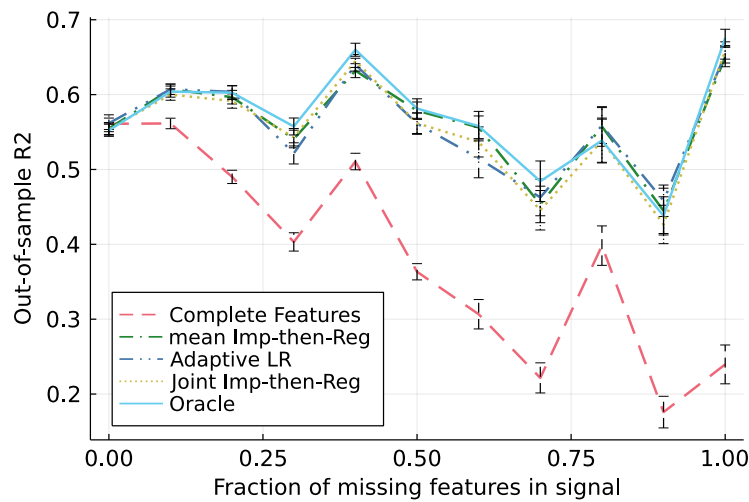 0.7
0.6
0.5
0.4
0.3
0.2
Out-of-sample R2
Complete Features
mean Imp-then-Reg
Adaptive LR
Joint Imp-then-Reg
Oracle
0.00 0.25 0.50 0.75 1.00
Fraction of missing features in signal